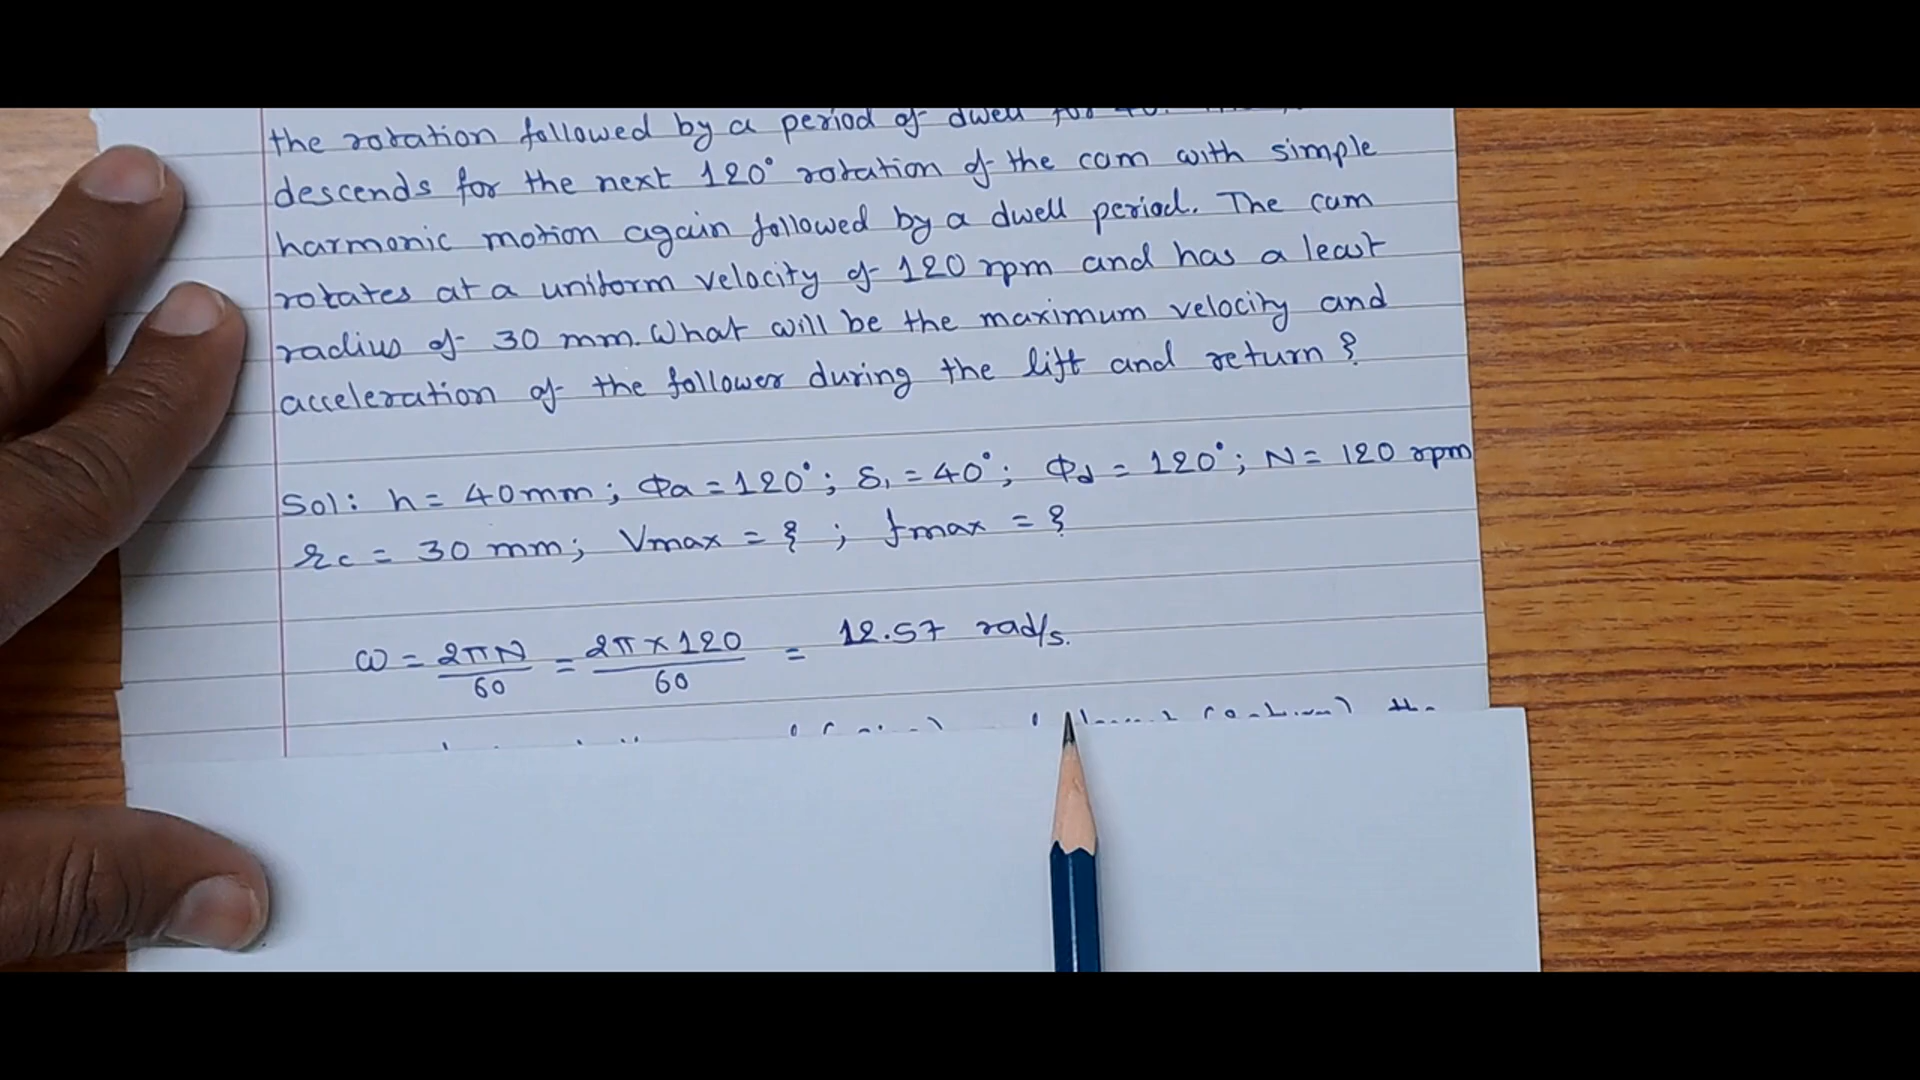 the rotation followed by a period of dwell for 40°.
descends for the next 120° rotation of the cam with simple
harmonic motion again followed by a dwell period. The cam
rotates at a uniform velocity of 120 rpm and has a least
radius of 30 mm. What will be the maximum velocity and
acceleration of the follower during the lift and return ?
Sol: h = 40mm ; Φa = 120° ; δ₁ = 40° ; Φd = 120° ; N = 120 rpm
rc = 30 mm; Vmax = ? ; fmax = ?
ω = 2πN/60 = 2π×120/60 = 12.57 rad/s.